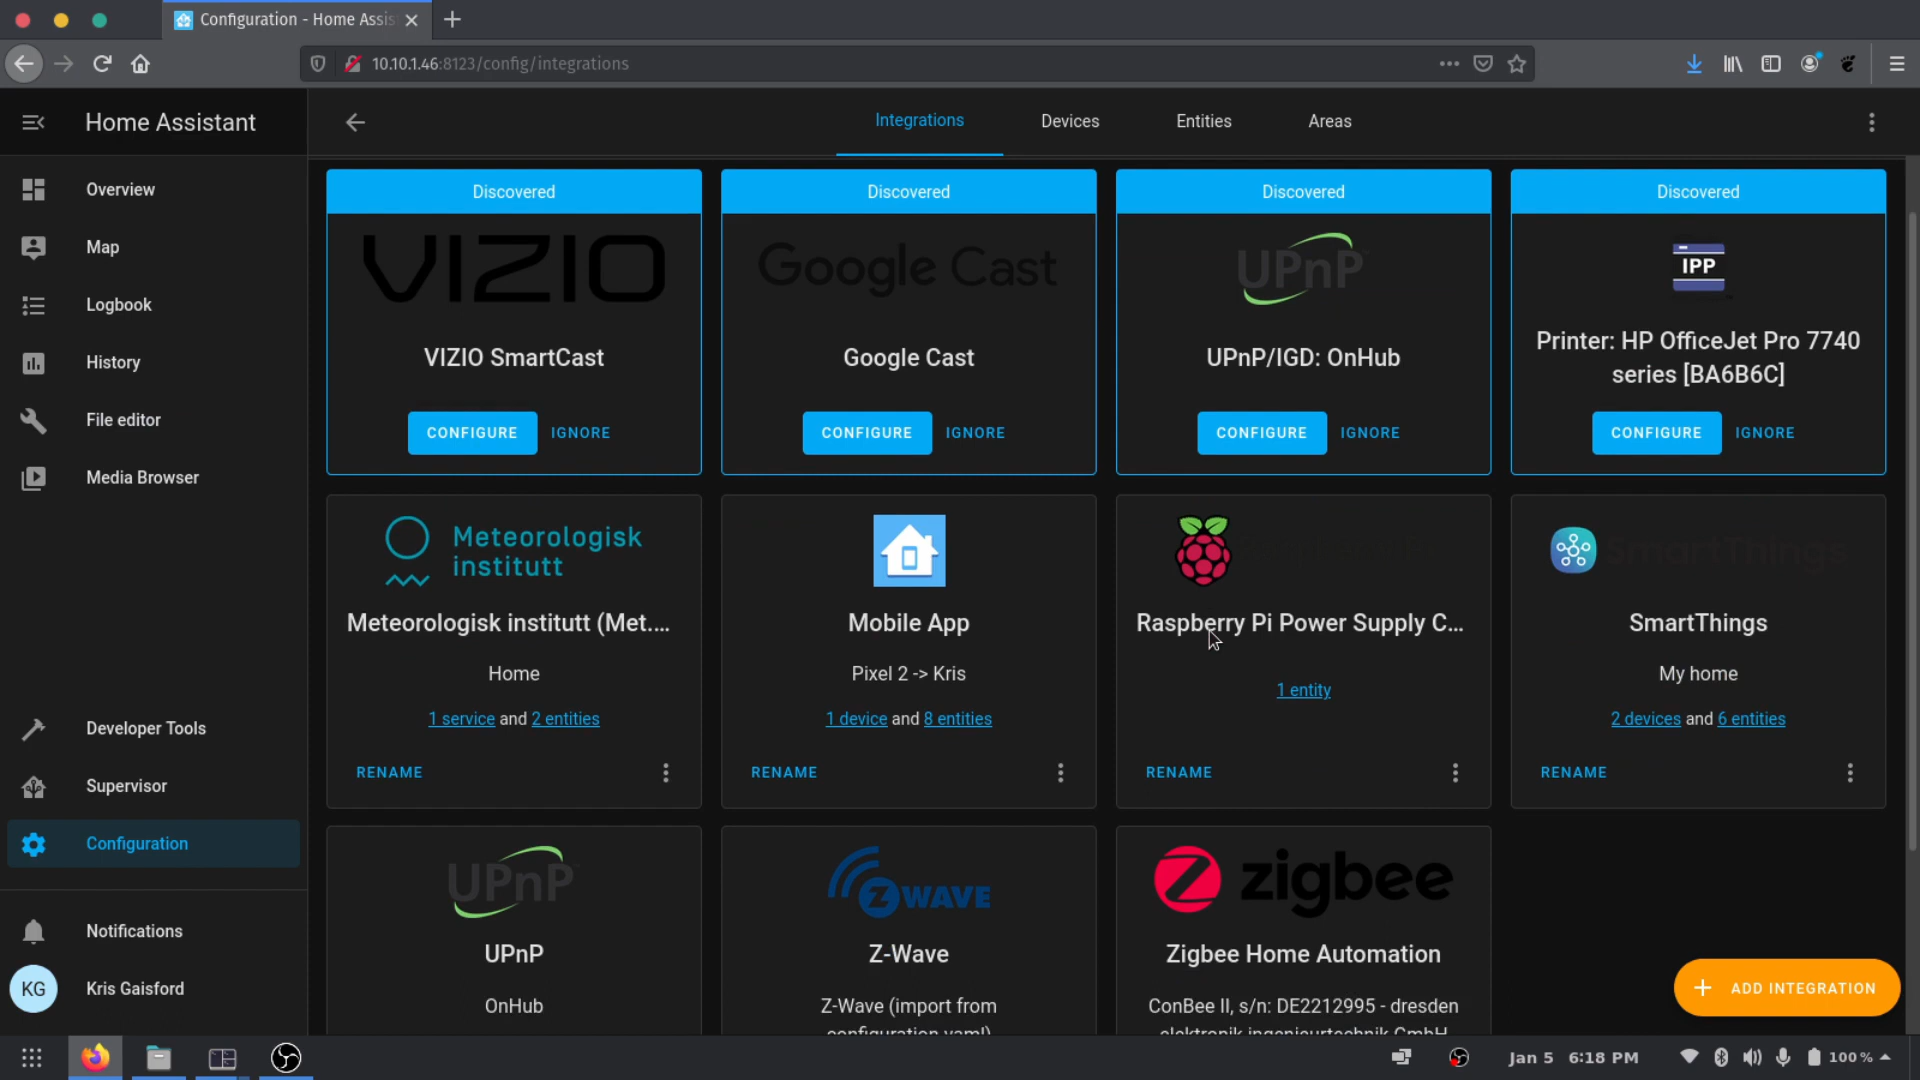 Configuration - Home Assis
10.10.1.46:8123/config/integrations
Home Assistant
Integrations
Devices
Entities
Areas
Overview
Map
Logbook
History
File editor
Media Browser
Developer Tools
Supervisor
Configuration
Notifications
KG
Kris Gaisford
Discovered
Discovered
Discovered
Discovered
VIZIO
Google Cast
UPnP
IPP
VIZIO SmartCast
Google Cast
UPnP/IGD: OnHub
Printer: HP OfficeJet Pro 7740
series [BA6B6C]
CONFIGURE IGNORE
CONFIGURE IGNORE
CONFIGURE IGNORE
CONFIGURE IGNORE
Meteorologisk
institutt
Meteorologisk institutt (Met....
Home
1 service and 2 entities
RENAME
Mobile App
Pixel 2 -> Kris
1 device and 8 entities
RENAME
Raspberry Pi Power Supply C...
1 entity
RENAME
SmartThings
SmartThings
My home
2 devices and 6 entities
RENAME
UPnP
UPnP
OnHub
Z WAVE
Z-Wave
Z-Wave (import from
configuration.yaml)
zigbee
Zigbee Home Automation
ConBee II, s/n: DE2212995 - dresden
elektronik ingenieurtechnik GmbH
+ ADD INTEGRATION
Jan 5 6:18 PM
100 %